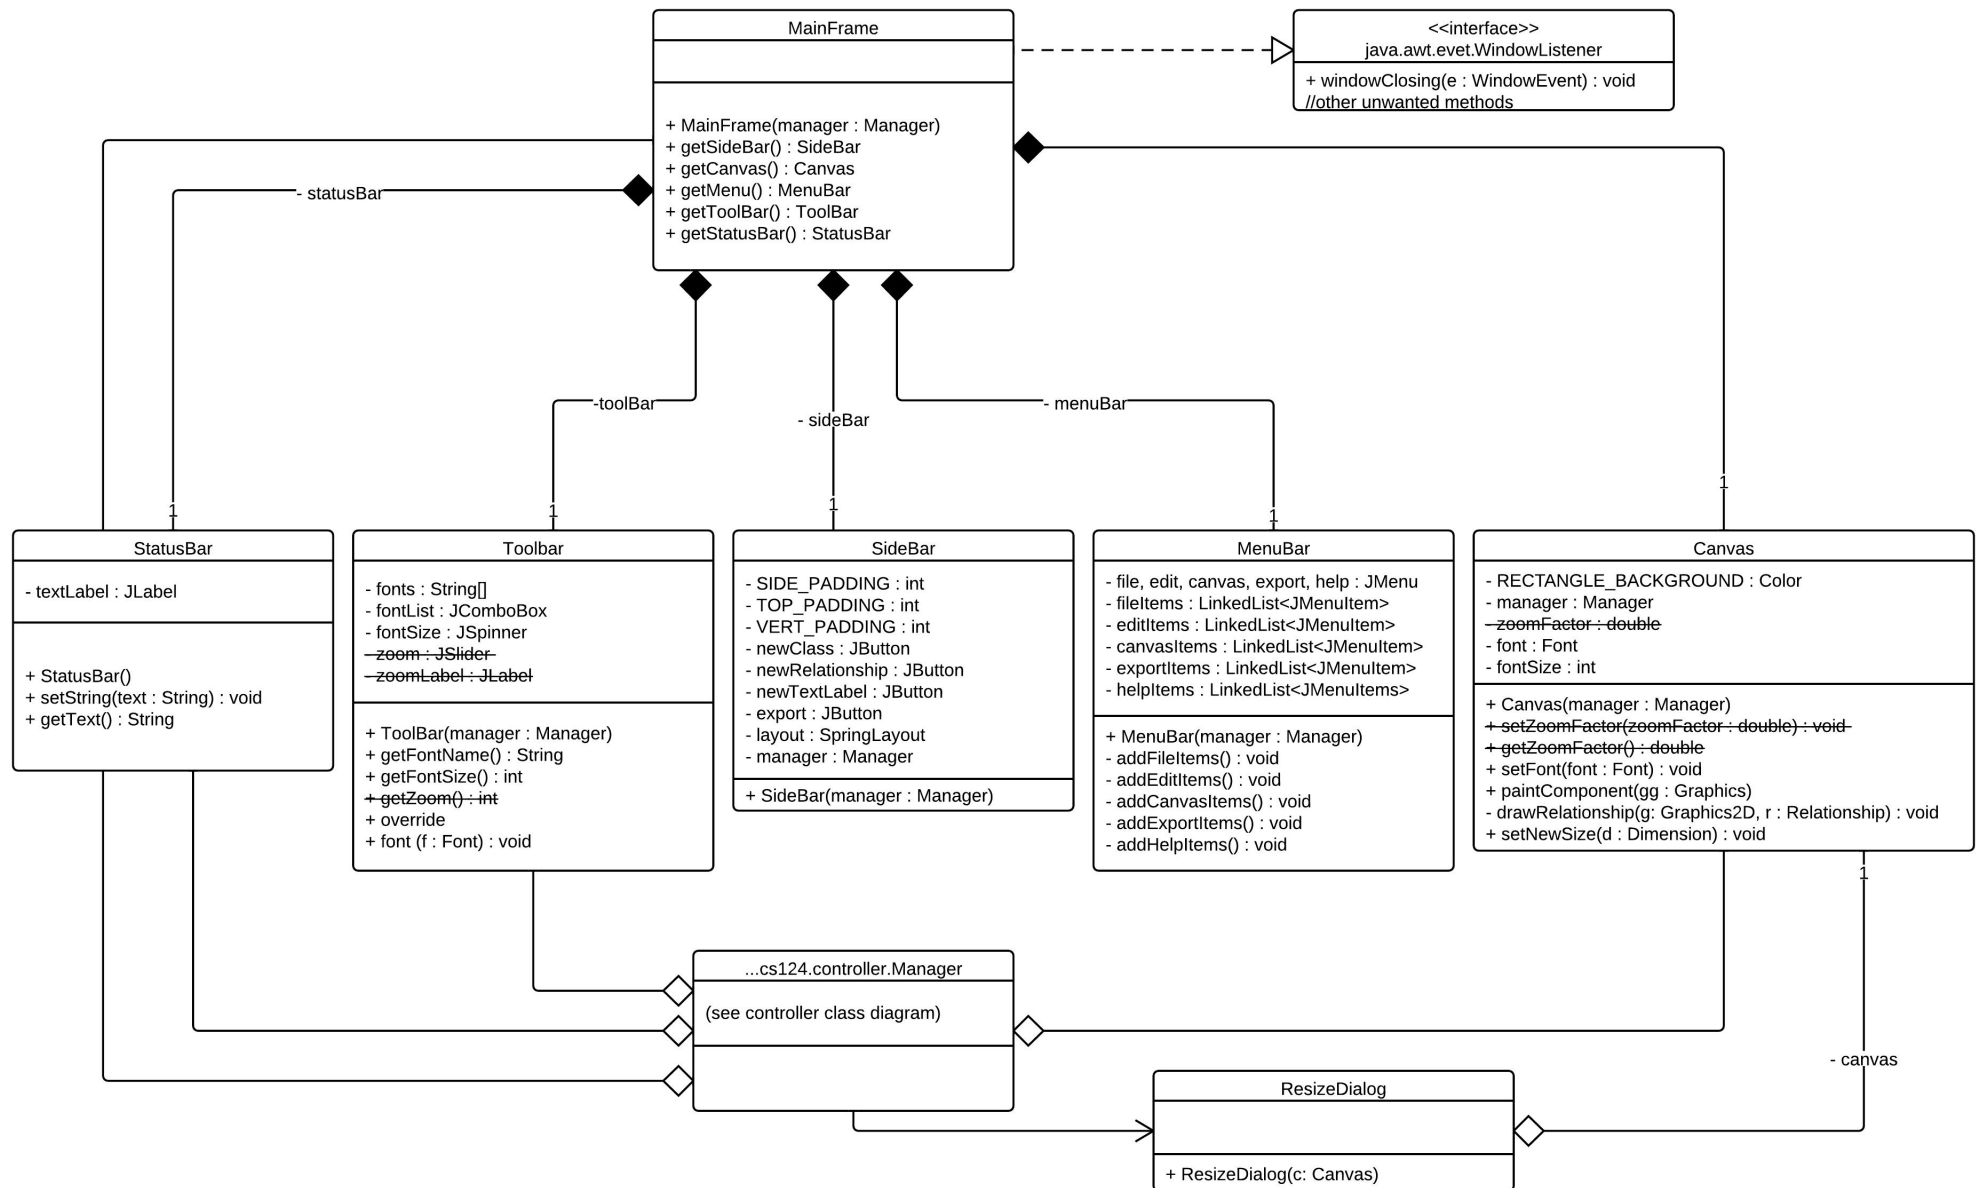 MainFrame
+ MainFrame(manager : Manager)
+ getSideBar() : SideBar
+ getCanvas() : Canvas
+ getMenu() : MenuBar
+ getToolBar() : ToolBar
+ getStatusBar() : StatusBar
<<interface>>
java.awt.evet.WindowListener
+ windowClosing(e : WindowEvent) : void
//other unwanted methods
- statusBar
-toolBar
- sideBar
- menuBar
1
1
1
1
1
StatusBar
- textLabel : JLabel
+ StatusBar()
+ setString(text : String) : void
+ getText() : String
Toolbar
- fonts : String[]
- fontList : JComboBox
- fontSize : JSpinner
- zoom : JSlider
- zoomLabel : JLabel
+ ToolBar(manager : Manager)
+ getFontName() : String
+ getFontSize() : int
+ getZoom() : int
+ override
+ font (f : Font) : void
SideBar
- SIDE_PADDING : int
- TOP_PADDING : int
- VERT_PADDING : int
- newClass : JButton
- newRelationship : JButton
- newTextLabel : JButton
- export : JButton
- layout : SpringLayout
- manager : Manager
+ SideBar(manager : Manager)
MenuBar
- file, edit, canvas, export, help : JMenu
- fileItems : LinkedList<JMenuItem>
- editItems : LinkedList<JMenuItem>
- canvasItems : LinkedList<JMenuItem>
- exportItems : LinkedList<JMenuItem>
- helpItems : LinkedList<JMenuItems>
+ MenuBar(manager : Manager)
- addFileItems() : void
- addEditItems() : void
- addCanvasItems() : void
- addExportItems() : void
- addHelpItems() : void
Canvas
- RECTANGLE_BACKGROUND : Color
- manager : Manager
- zoomFactor : double
- font : Font
- fontSize : int
+ Canvas(manager : Manager)
+ setZoomFactor(zoomFactor : double) : void
+ getZoomFactor() : double
+ setFont(font : Font) : void
+ paintComponent(gg : Graphics)
- drawRelationship(g: Graphics2D, r : Relationship) : void
+ setNewSize(d : Dimension) : void
1
...cs124.controller.Manager
(see controller class diagram)
- canvas
ResizeDialog
+ ResizeDialog(c: Canvas)